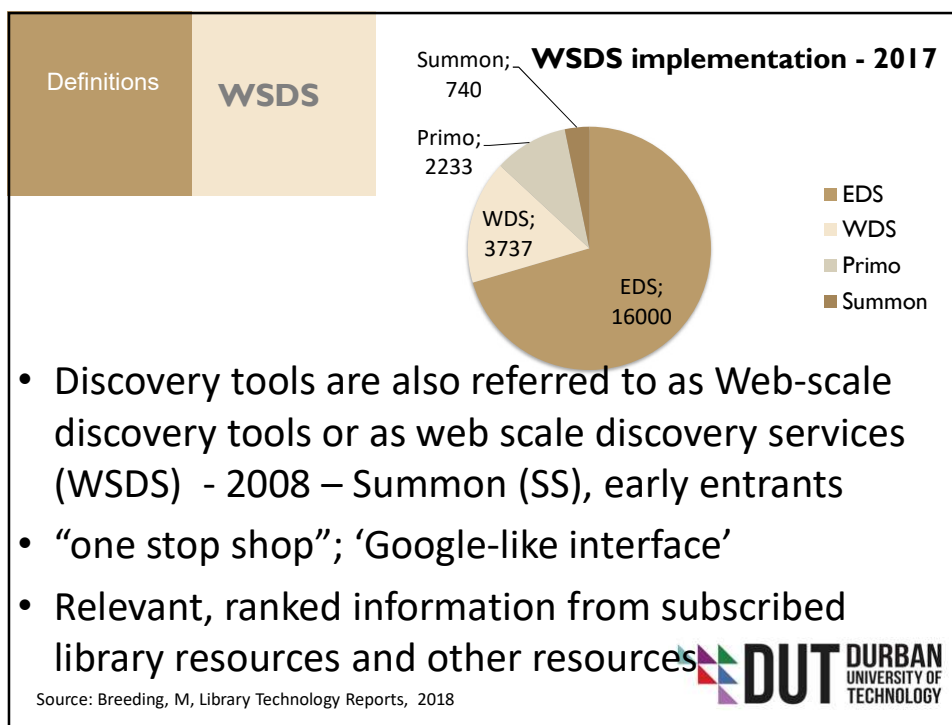 Definitions
WSDS
WSDS implementation - 2017
Summon;
740
Primo;
2233
WDS;
3737
EDS;
16000
EDS
WDS
Primo
Summon
• Discovery tools are also referred to as Web-scale
discovery tools or as web scale discovery services
(WSDS)  - 2008 – Summon (SS), early entrants
• “one stop shop”; ‘Google-like interface’
• Relevant, ranked information from subscribed
library resources and other resources
DUT DURBAN
UNIVERSITY OF
TECHNOLOGY
Source: Breeding, M, Library Technology Reports,  2018